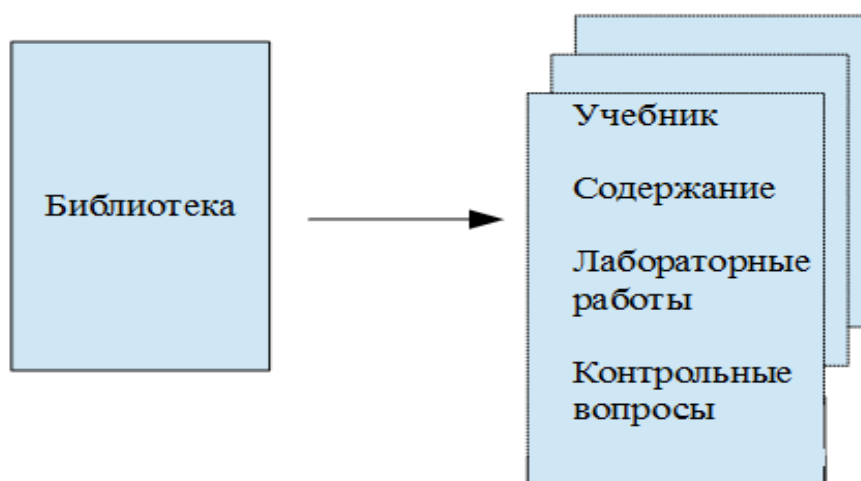 Библиотека
Учебник
Содержание
Лабораторные
работы
Контрольные
вопросы